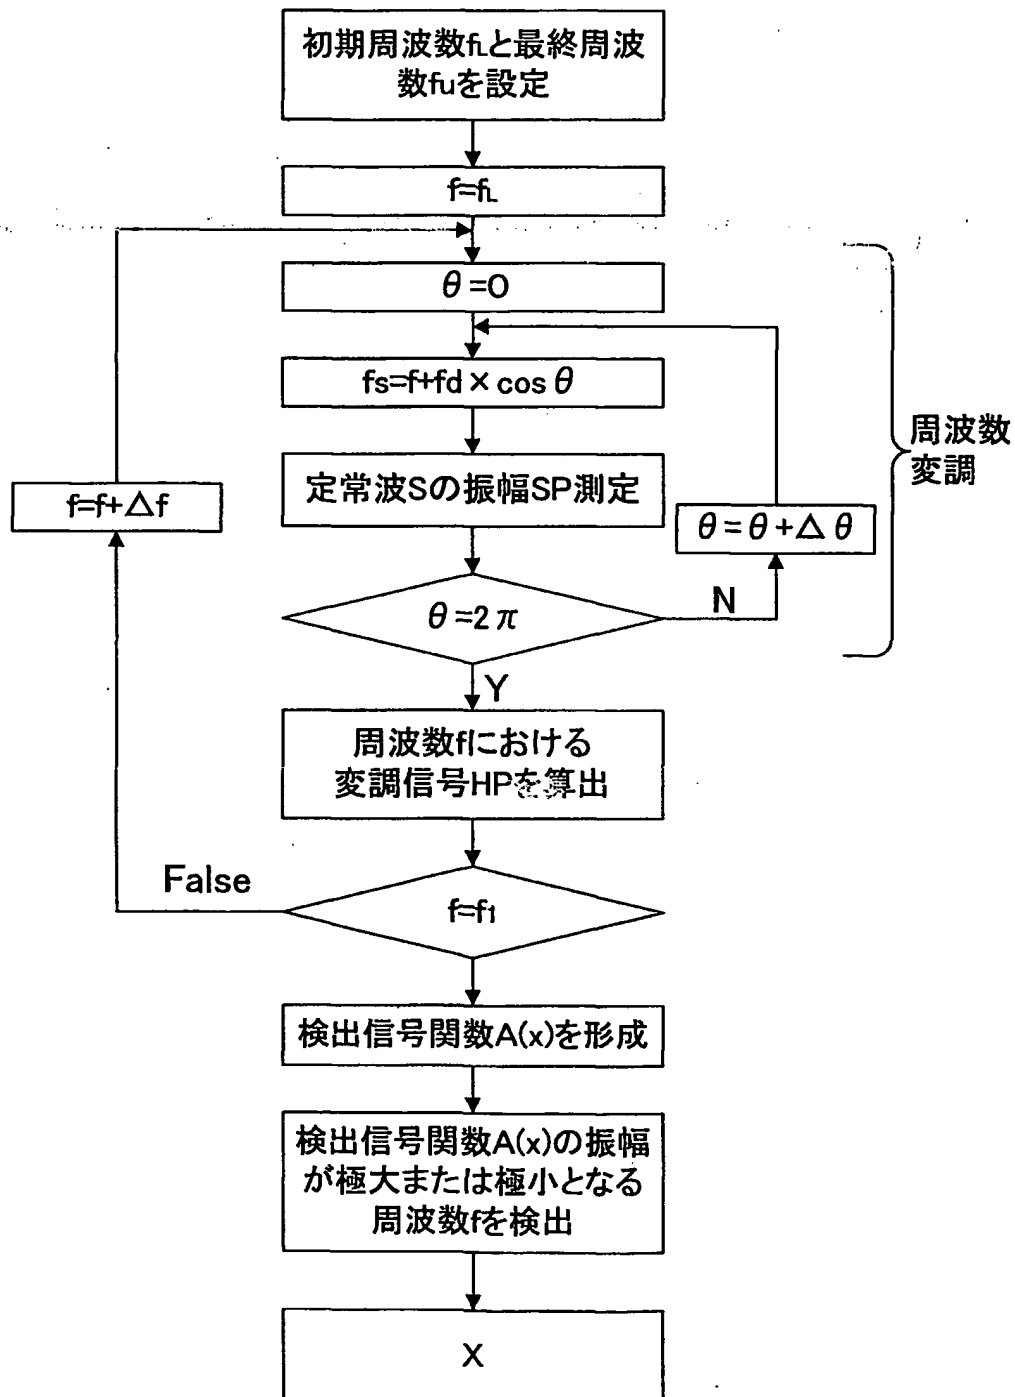 初期周波数fLと最終周波
数fuを設定
f=fL
θ=0
fs=f+fd×cosθ
周波数
変調
定常波Sの振幅SP測定
f=f+△f
θ=θ+△θ
θ=2π
N
Y
周波数fにおける
変調信号HPを算出
False
f=f1
検出信号関数A(x)を形成
検出信号関数A(x)の振幅
が極大または極小となる
周波数fを検出
X